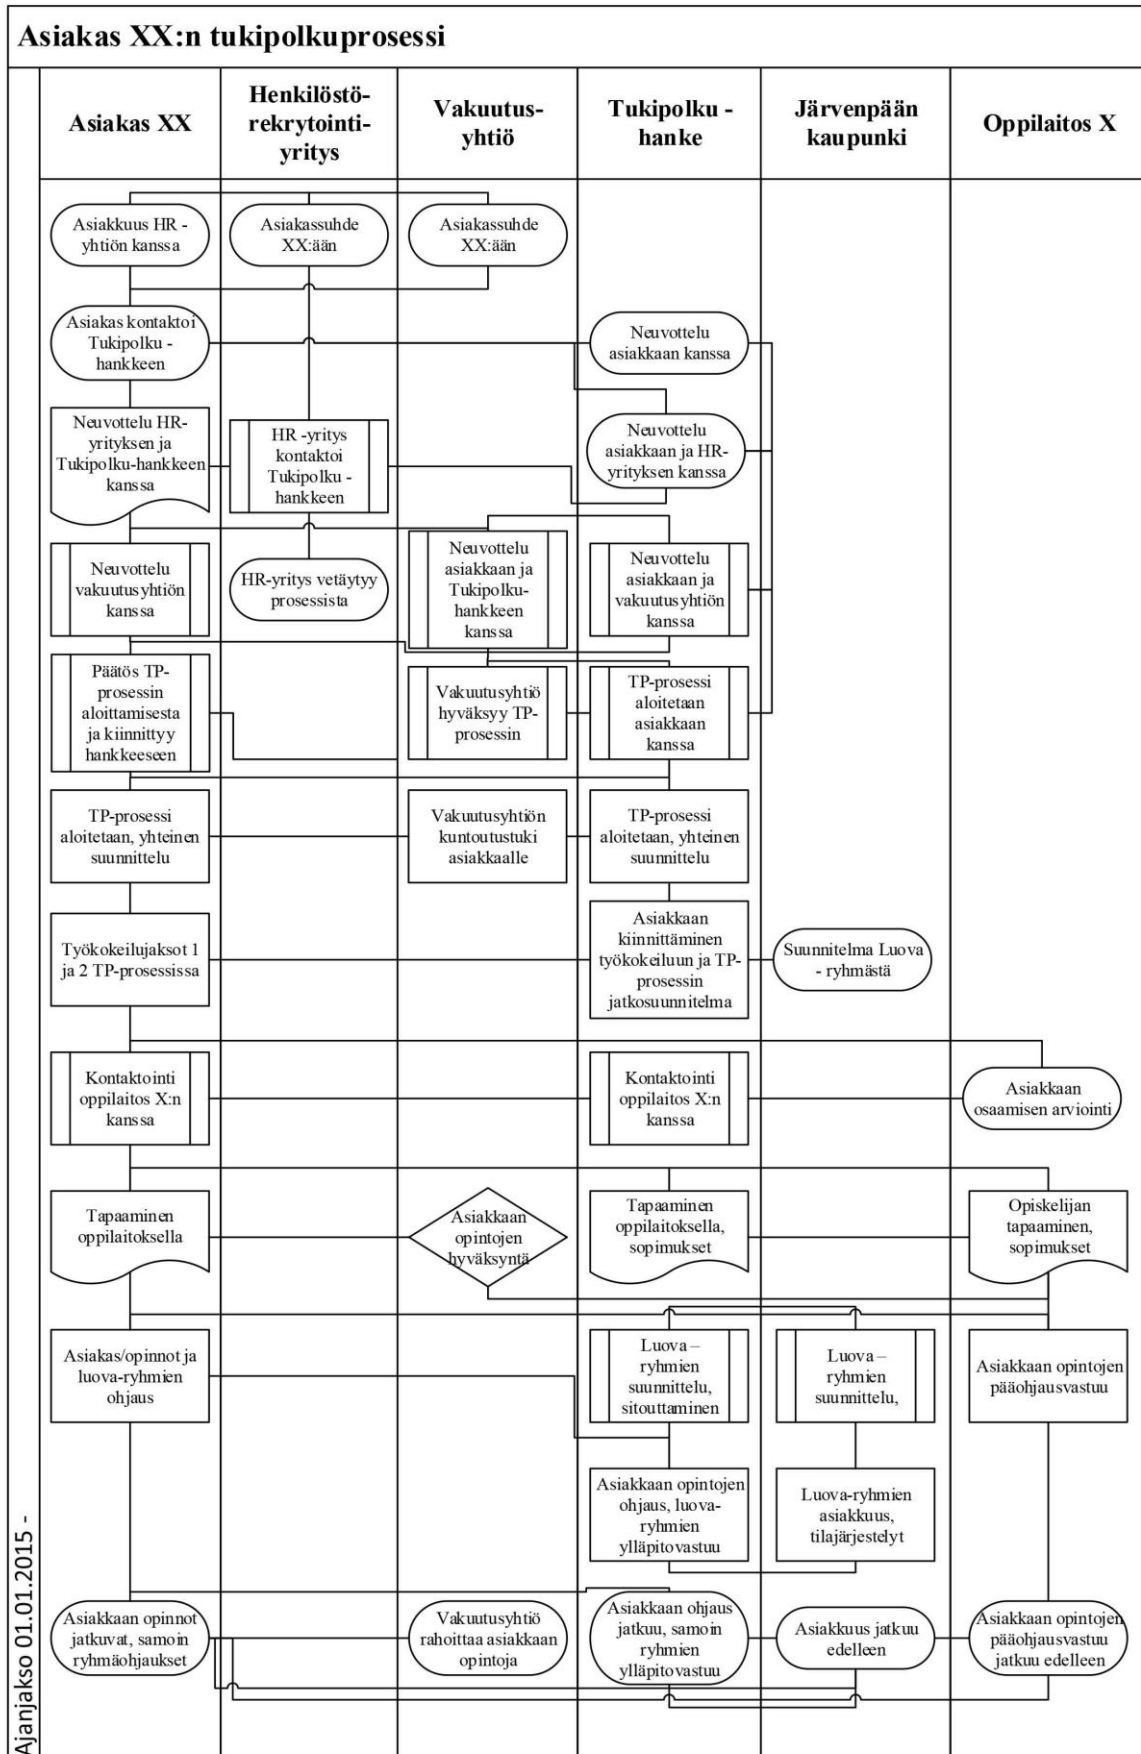 Asiakas XX:n tukipolkuprosessi
Asiakas XX
Henkilöstö-
rekrytointi-
yritys
Vakuutus-
yhtiö
Tukipolku -
hanke
Järvenpään
kaupunki
Oppilaitos X
Asiakkuus HR -
yhtiön kanssa
Asiakassuhde
XX:ään
Asiakassuhde
XX:ään
Asiakas kontaktoi
Tukipolku -
hankkeen
Neuvottelu
asiakkaan kanssa
Neuvottelu HR-
yrityksen ja
Tukipolku-hankkeen
kanssa
HR -yritys
kontaktoi
Tukipolku -
hankkeen
Neuvottelu
asiakkaan ja HR-
yrityksen kanssa
Neuvottelu
vakuutusyhtiön
kanssa
HR-yritys vetäytyy
prosessista
Neuvottelu
asiakkaan ja
Tukipolku-
hankkeen
kanssa
Neuvottelu
asiakkaan ja
vakuutusyhtiön
kanssa
Päätös TP-
prosessin
aloittamisesta
ja kiinnittyy
hankkeeseen
Vakuutusyhtiö
hyväksyy TP-
prosessin
TP-prosessi
aloitetaan
asiakkaan
kanssa
TP-prosessi
aloitetaan, yhteinen
suunnittelu
Vakuutusyhtiön
kuntoutustuki
asiakkaalle
TP-prosessi
aloitetaan, yhteinen
suunnittelu
Työkokeilujaksot 1
ja 2 TP-prosessissa
Asiakkaan
kiinnittäminen
työkokeiluun ja TP-
prosessin
jatkosuunnitelma
Suunnitelma Luova
- ryhmästä
Kontaktointi
oppilaitos X:n
kanssa
Kontaktointi
oppilaitos X:n
kanssa
Asiakkaan
osaamisen arviointi
Tapaaminen
oppilaitoksella
Asiakkaan
opintojen
hyväksyntä
Tapaaminen
oppilaitoksella,
sopimukset
Opiskelijan
tapaaminen,
sopimukset
Asiakas/opinnot ja
luova-ryhmien
ohjaus
Luova –
ryhmien
suunnittelu,
sitouttaminen
Luova –
ryhmien
suunnittelu,
Asiakkaan opintojen
pääohjausvastuu
Asiakkaan opintojen
ohjaus, luova-
ryhmien
ylläpitovastuu
Luova-ryhmien
asiakkuus,
tilajärjestelyt
Asiakkaan opinnot
jatkuvat, samoin
ryhmäohjaukset
Vakuutusyhtiö
rahoittaa asiakkaan
opintoja
Asiakkaan ohjaus
jatkuu, samoin
ryhmien
ylläpitovastuu
Asiakkuus jatkuu
edelleen
Asiakkaan opintojen
pääohjausvastuu
jatkuu edelleen
Ajanjakso 01.01.2015 -